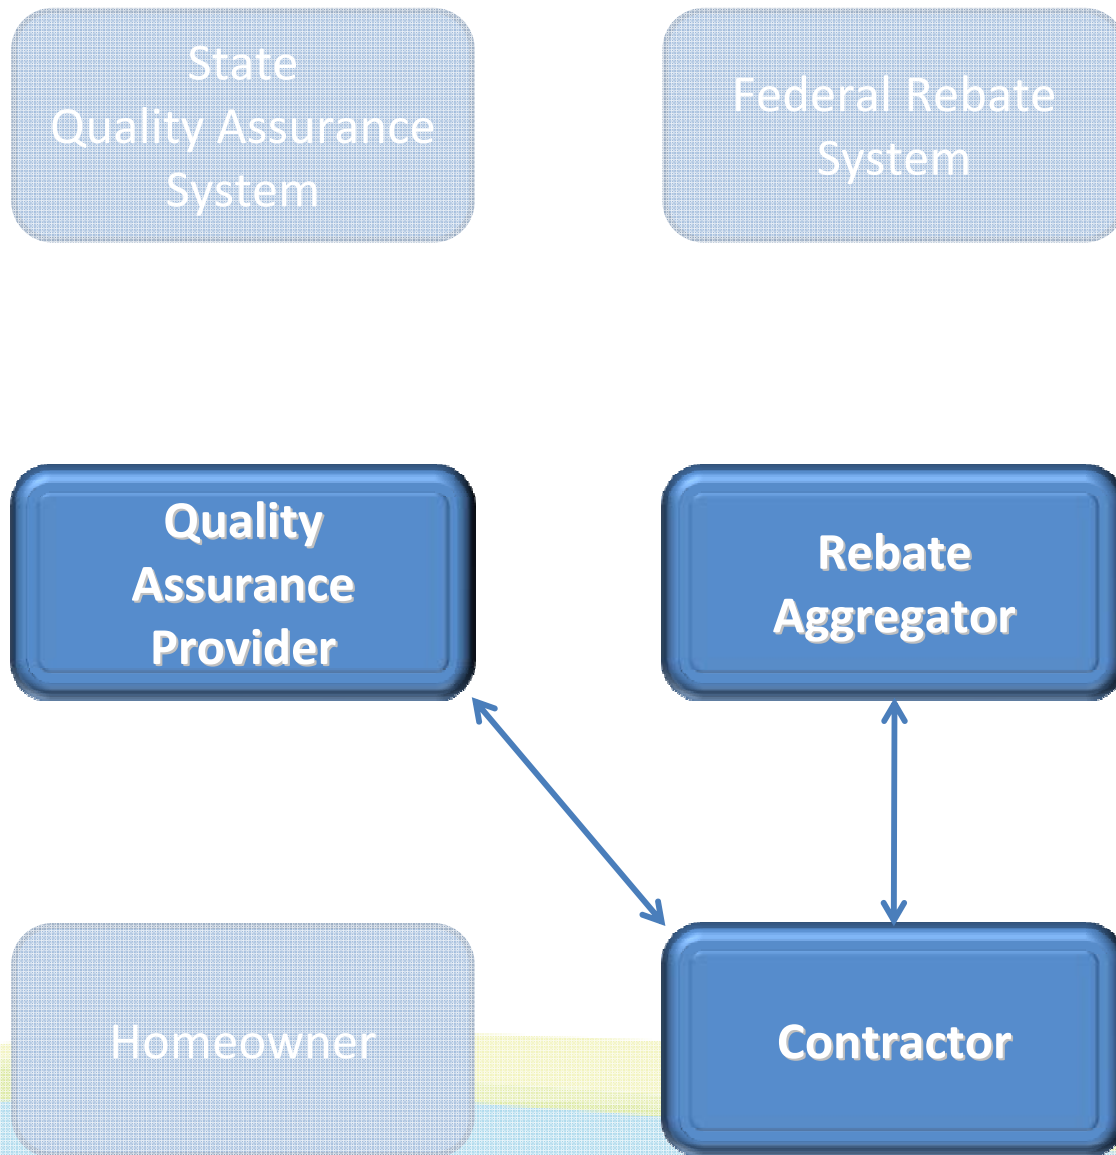 State
Quality Assurance
System
Federal Rebate
System
Quality
Assurance
Provider
Rebate
Aggregator
Homeowner
Contractor